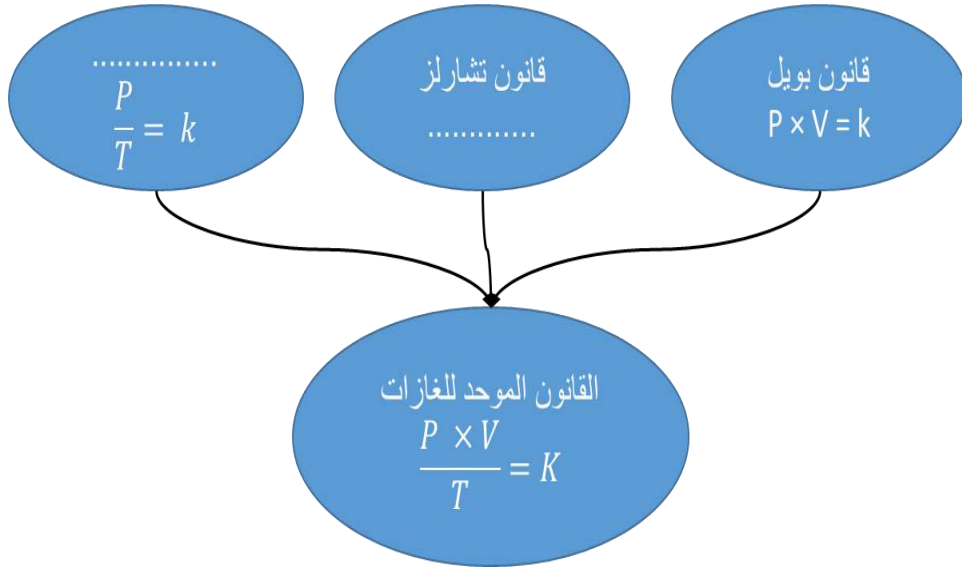 قانون بويل
P × V = k
قانون تشارلز
.............
...............
P/T = k
القانون الموحد للغازات
P × V / T = K